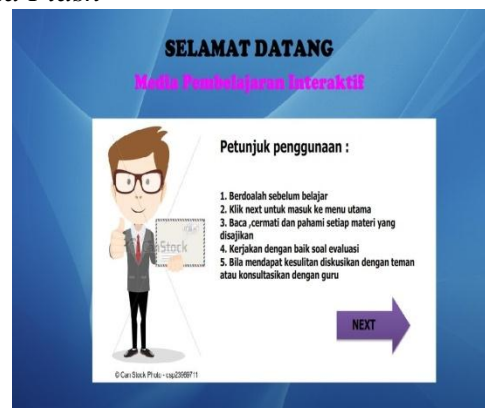 SELAMAT DATANG
Media Pembelajaran Interaktif
Petunjuk penggunaan :
1. Berdoalah sebelum belajar
2. Klik next untuk masuk ke menu utama
3. Baca ,cermati dan pahami setiap materi yang
disajikan
4. Kerjakan dengan baik soal evaluasi
5. Bila mendapat kesulitan diskusikan dengan teman
atau konsultasikan dengan guru
NEXT
© Can Stock Photo - csp23989711